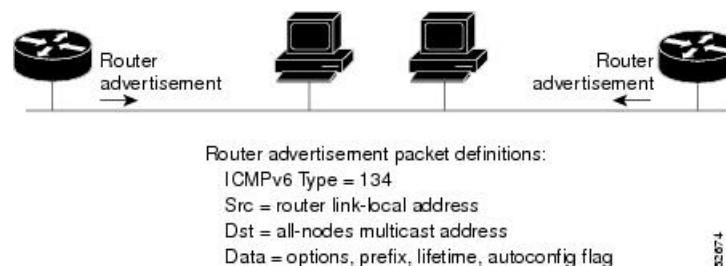 Router advertisement
Router advertisement
Router advertisement packet definitions:
ICMPv6 Type = 134
Src = router link-local address
Dst = all-nodes multicast address
Data = options, prefix, lifetime, autoconfig flag